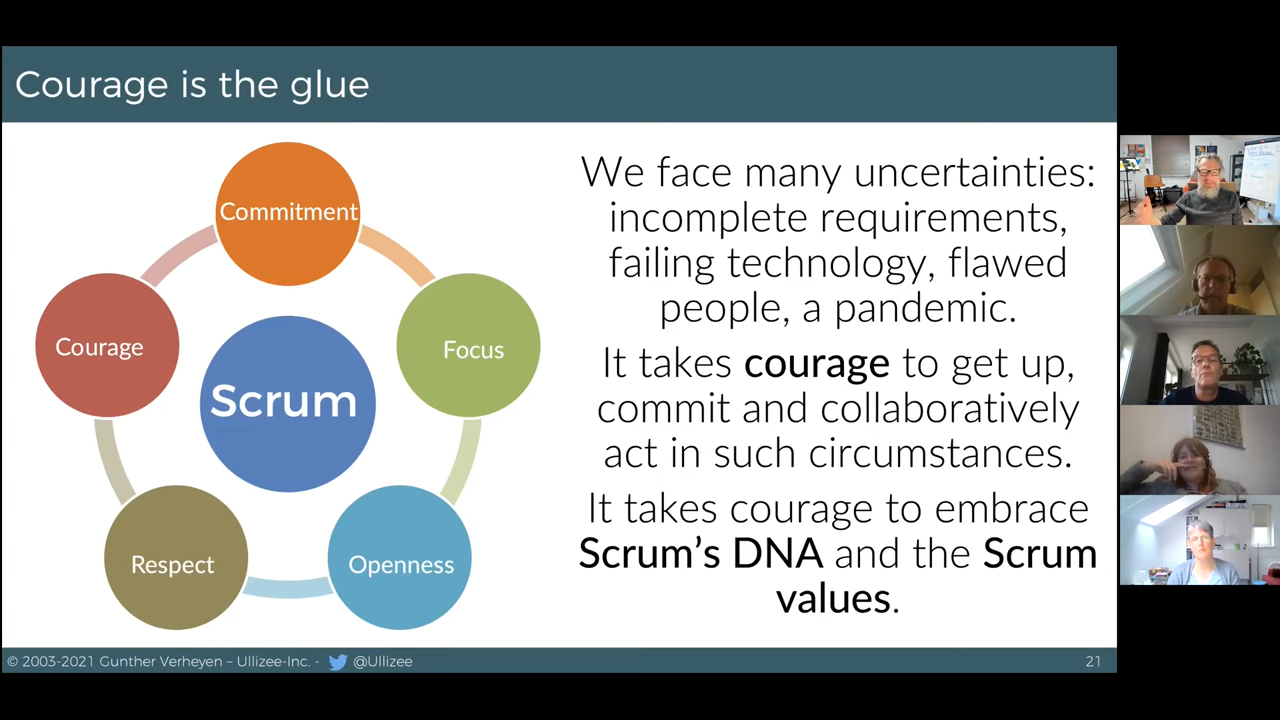 Courage is the glue
Commitment
Courage
Focus
Scrum
Respect
Openness
We face many uncertainties:
incomplete requirements,
failing technology, flawed
people, a pandemic.
It takes courage to get up,
commit and collaboratively
act in such circumstances.
It takes courage to embrace
Scrum’s DNA and the Scrum
values.
© 2003-2021 Gunther Verheyen – Ullizee-Inc. - @Ullizee
21